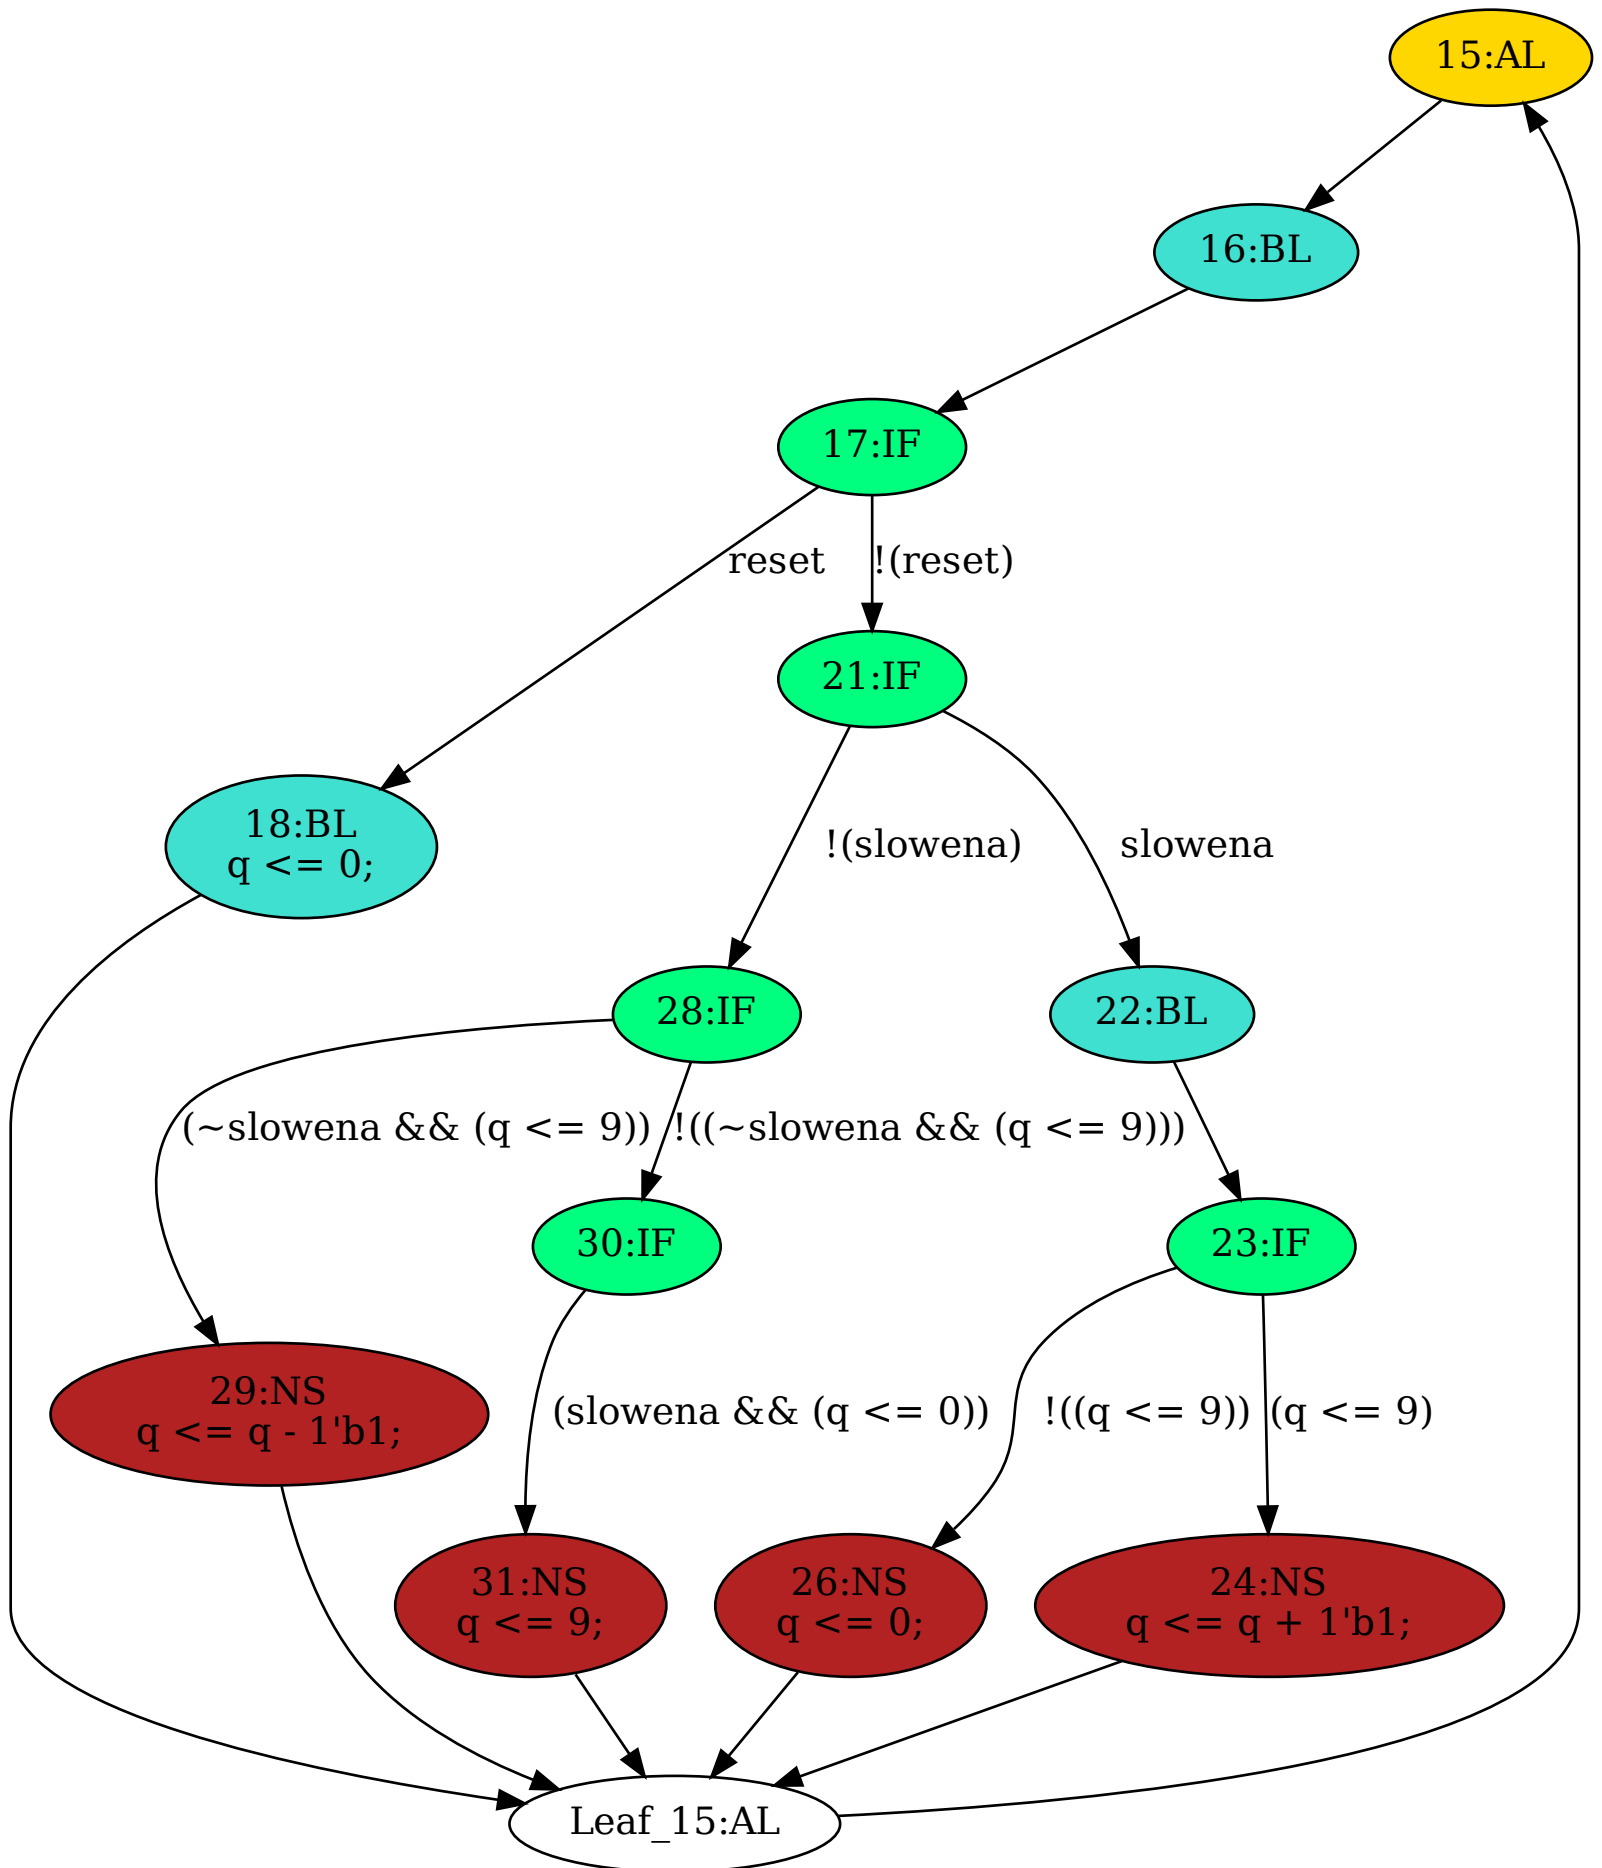 15:AL
16:BL
17:IF
reset
!(reset)
21:IF
18:BL
q <= 0;
!(slowena)
slowena
28:IF
22:BL
(~slowena && (q <= 9))
!((~slowena && (q <= 9)))
30:IF
23:IF
29:NS
q <= q - 1'b1;
(slowena && (q <= 0))
!((q <= 9))
(q <= 9)
31:NS
q <= 9;
26:NS
q <= 0;
24:NS
q <= q + 1'b1;
Leaf_15:AL